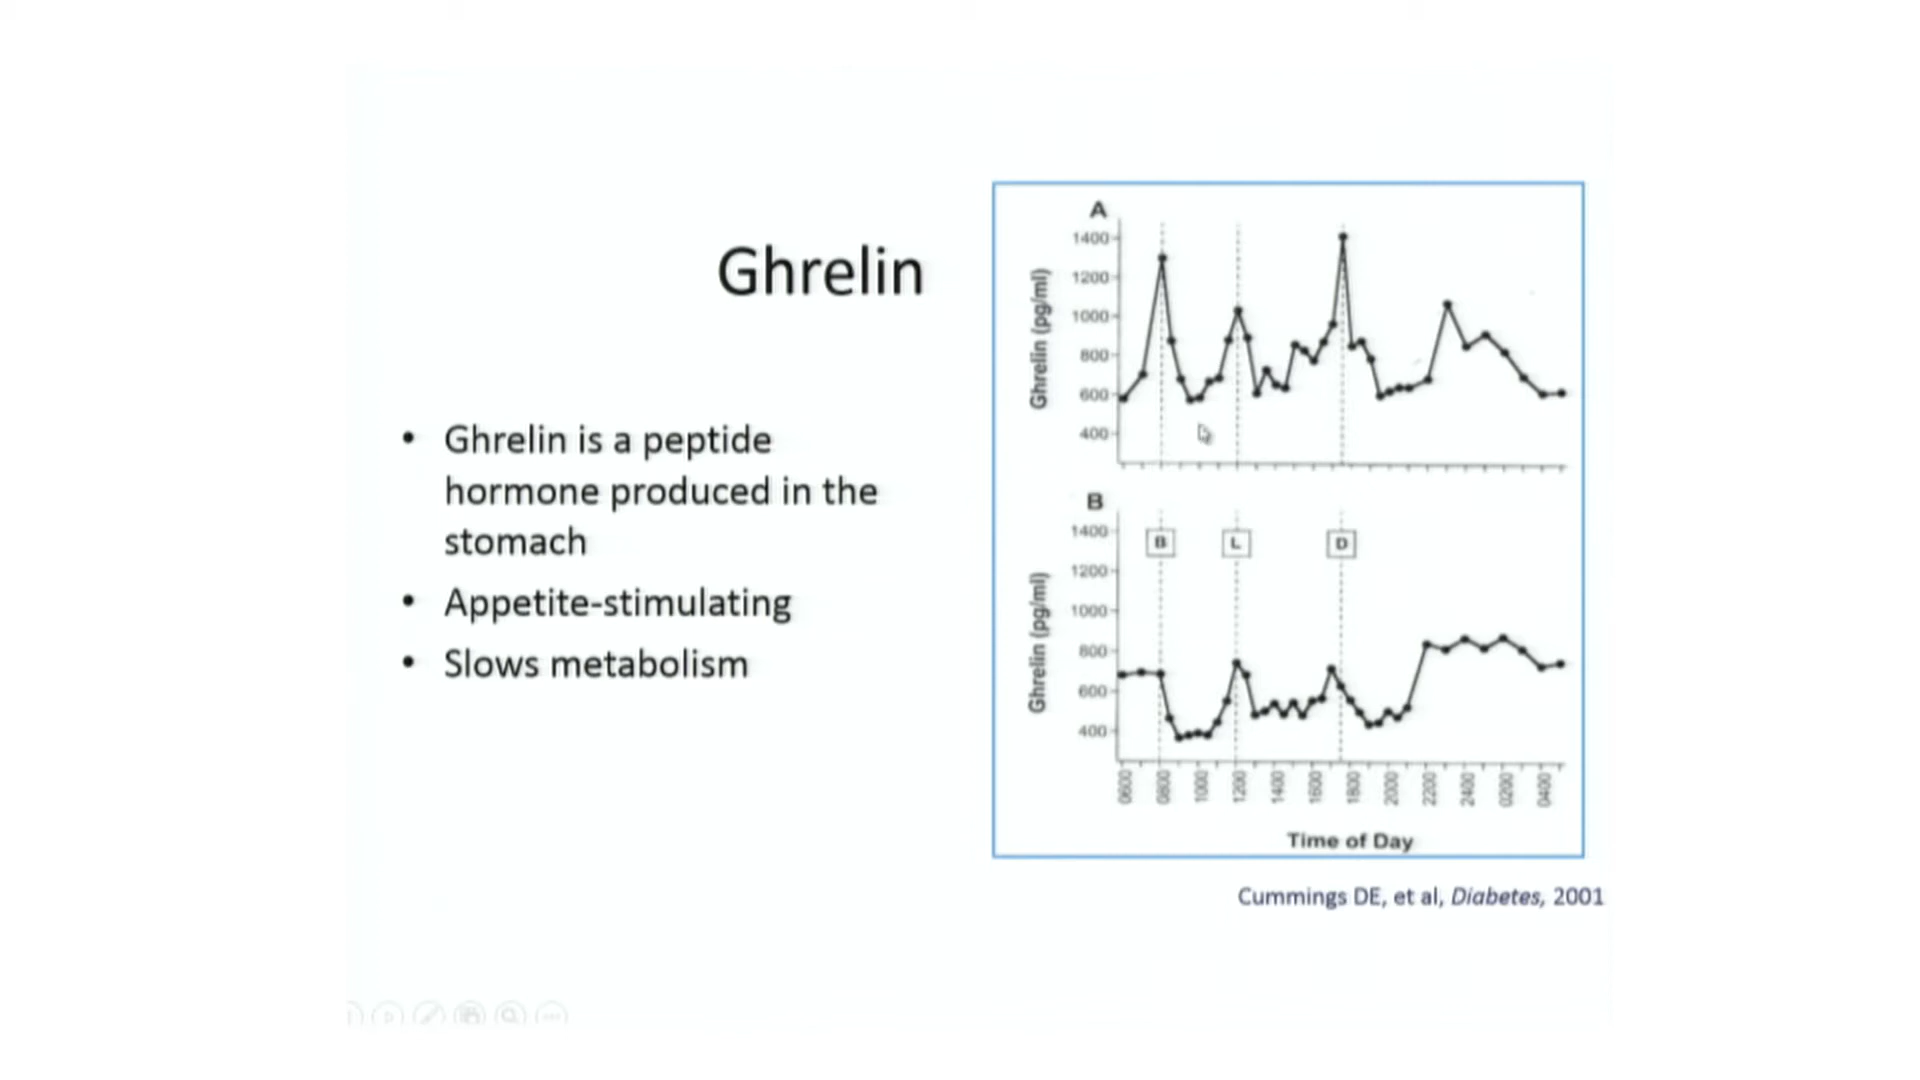 Ghrelin
• Ghrelin is a peptide
hormone produced in the
stomach
• Appetite-stimulating
• Slows metabolism
A
Ghrelin (pg/ml)
1400
1200
1000
800
600
400
B
Ghrelin (pg/ml)
1400
1200
1000
800
600
400
B L D
0600 0800 1000 1200 1400 1600 1800 2000 2200 2400 0200 0400
Time of Day
Cummings DE, et al, Diabetes, 2001